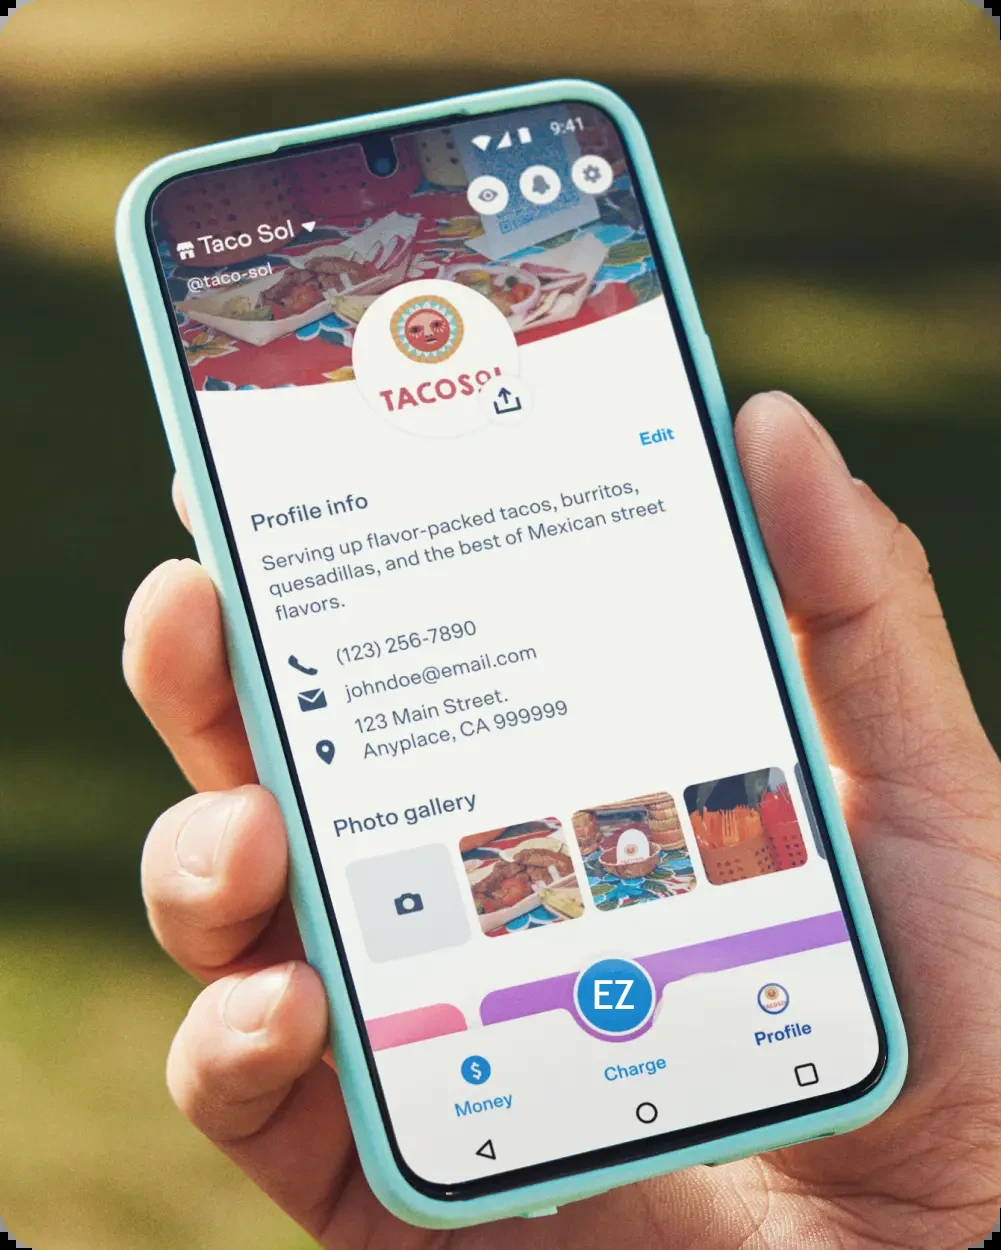 9:41
Taco Sol
@taco-sol
TACOSOL
Edit
Profile info
Serving up flavor-packed tacos, burritos,
quesadillas, and the best of Mexican street
flavors.
(123) 256-7890
johndoe@email.com
123 Main Street.
Anyplace, CA 999999
Photo gallery
EZ
$
Money
Charge
Profile